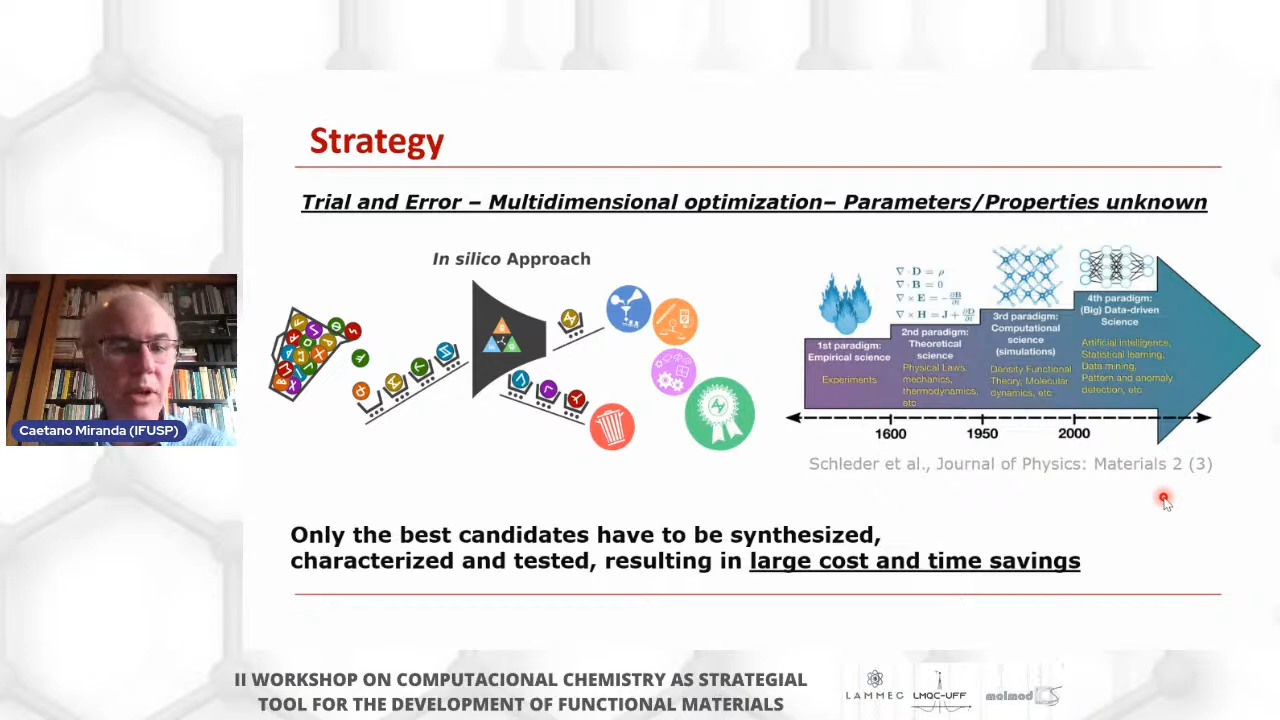 Strategy
Trial and Error – Multidimensional optimization– Parameters/Properties unknown
In silico Approach
∇ · D = ρ
∇ · B = 0
∇ × E = −∂B/∂t
∇ × H = J + ∂D/∂t
1st paradigm:
Empirical science
Experiments
2nd paradigm:
Theoretical
science
Physical Laws:
mechanics,
thermodynamics,
etc
3rd paradigm:
Computational
science
(simulations)
Density Functional
Theory, Molecular
dynamics, etc
4th paradigm:
(Big) Data-driven
Science
Artificial intelligence,
Statistical learning,
Data mining,
Pattern and anomaly
detection, etc
1600
1950
2000
Schleder et al., Journal of Physics: Materials 2 (3)
Caetano Miranda (IFUSP)
Only the best candidates have to be synthesized,
characterized and tested, resulting in large cost and time savings
II WORKSHOP ON COMPUTACIONAL CHEMISTRY AS STRATEGIAL
TOOL FOR THE DEVELOPMENT OF FUNCTIONAL MATERIALS
LAMMEC
LMQC-UFF
molmod